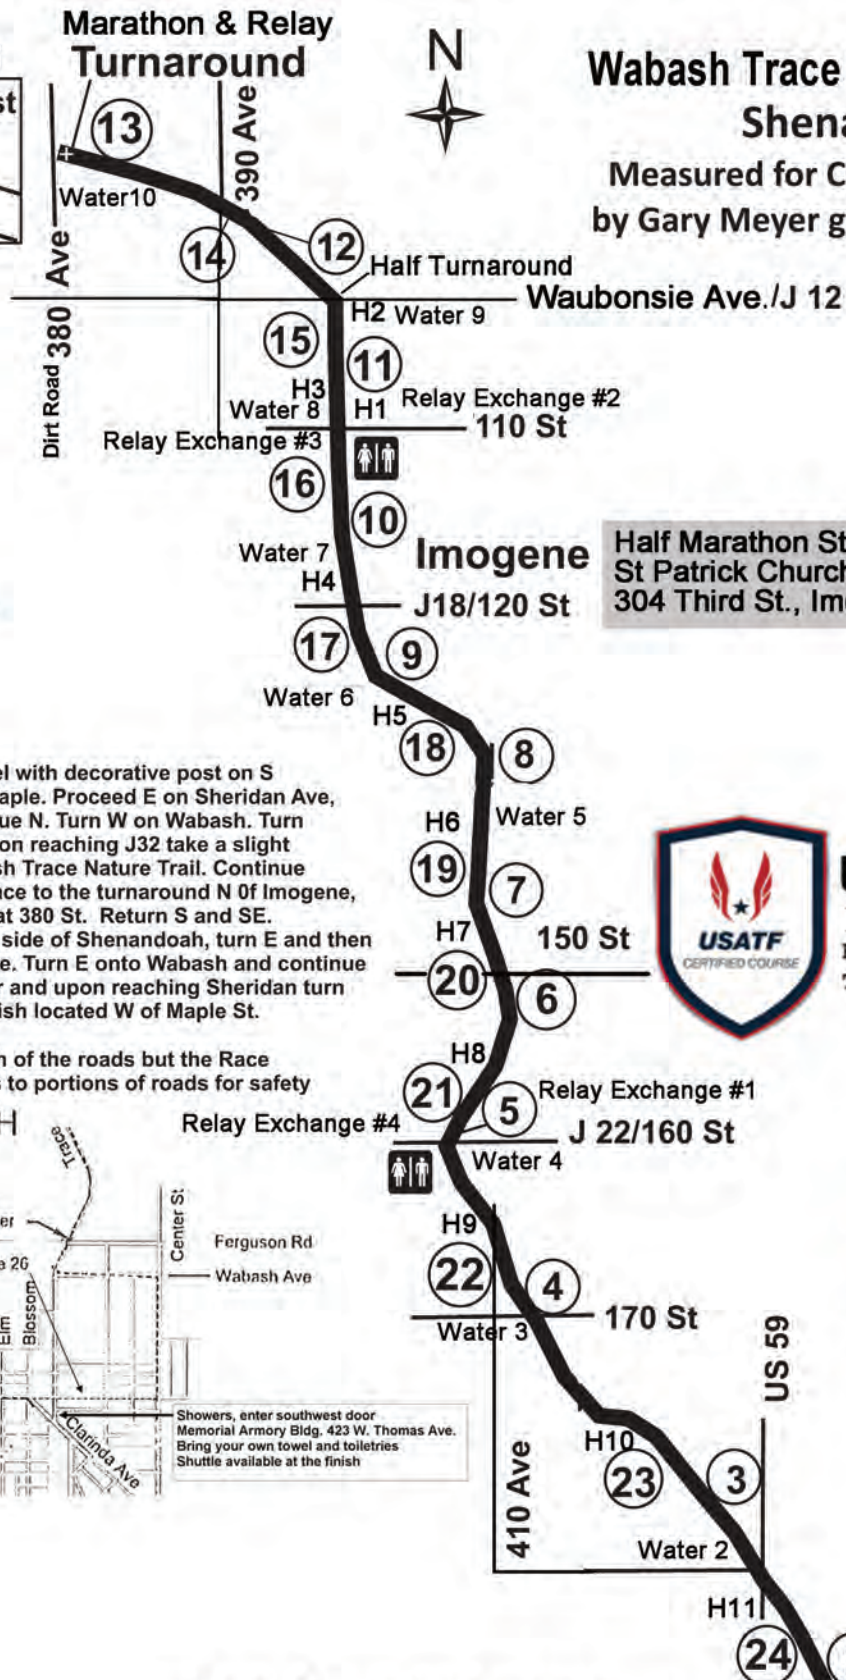 Marathon & Relay
Turnaround
N
Wabash Trace
Shena
Measured for C
by Gary Meyer g
st
13
390 Ave
Water10
14
12
380 Ave
Dirt Road
Half Turnaround
Waubonsie Ave./J 12
H2 Water 9
15
11
H3
Water 8
H1
Relay Exchange #2
110 St
Relay Exchange #3
16
10
Water 7
Imogene
H4
J18/120 St
Half Marathon St
St Patrick Church
304 Third St., Im
17
9
Water 6
H5
18
8
Water 5
H6
19
7
H7
150 St
20
6
USATF
CERTIFIED COURSE
el with decorative post on S
aple. Proceed E on Sheridan Ave,
ue N. Turn W on Wabash. Turn
on reaching J32 take a slight
sh Trace Nature Trail. Continue
nce to the turnaround N 0f Imogene,
at 380 St. Return S and SE.
side of Shenandoah, turn E and then
e. Turn E onto Wabash and continue
r and upon reaching Sheridan turn
ish located W of Maple St.
n of the roads but the Race
s to portions of roads for safety
H8
21
5
Relay Exchange #1
Relay Exchange #4
J 22/160 St
Water 4
H9
22
4
Water 3
170 St
US 59
H10
23
3
410 Ave
Water 2
H11
24
Trace
er
Center St.
Ferguson Rd
e 26
Wabash Ave
Elm
Blossom
Clarinda Ave
Showers, enter southwest door
Memorial Armory Bldg. 423 W. Thomas Ave.
Bring your own towel and toiletries
Shuttle available at the finish